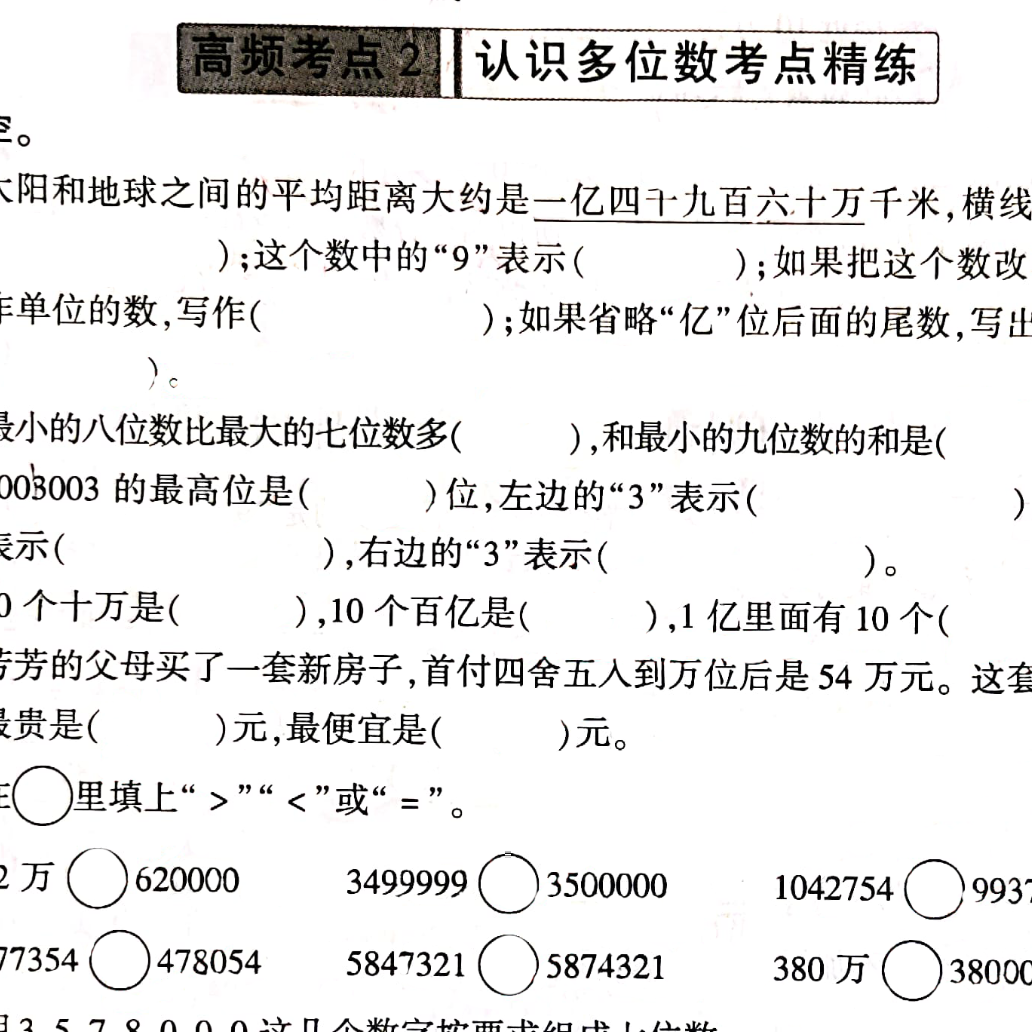 高频考点2 认识多位数考点精练
空。
太阳和地球之间的平均距离大约是一亿四千九百六十万千米,横线
);这个数中的“9”表示( );如果把这个数改
作单位的数,写作( );如果省略“亿”位后面的尾数,写出
)。
最小的八位数比最大的七位数多( ),和最小的九位数的和是(
003003 的最高位是( )位,左边的“3”表示( )
表示( ),右边的“3”表示( )。
0 个十万是( ),10 个百亿是( ),1 亿里面有 10 个(
芳芳的父母买了一套新房子,首付四舍五入到万位后是 54 万元。这套
最贵是( )元,最便宜是( )元。
在○里填上“ > ”“ < ”或“ = ”。
2 万○620000 3499999○3500000 1042754○9937
77354○478054 5847321○5874321 380 万○38000
用 3、5、7、8、0、0、0 这几个数字按要求组成七位数